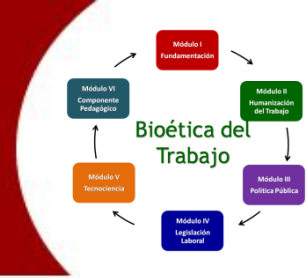 Módulo I
Fundamentación
Módulo II
Humanización
del Trabajo
Módulo III
Política Pública
Módulo IV
Legislación
Laboral
Módulo V
Tecnociencia
Módulo VI
Componente
Pedagógico
Bioética del
Trabajo